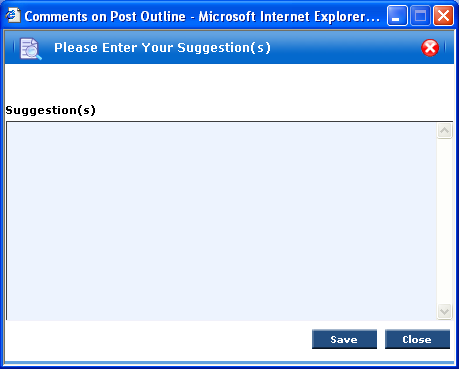 Comments on Post Outline - Microsoft Internet Explorer...
Please Enter Your Suggestion(s)
Suggestion(s)
Save
Close